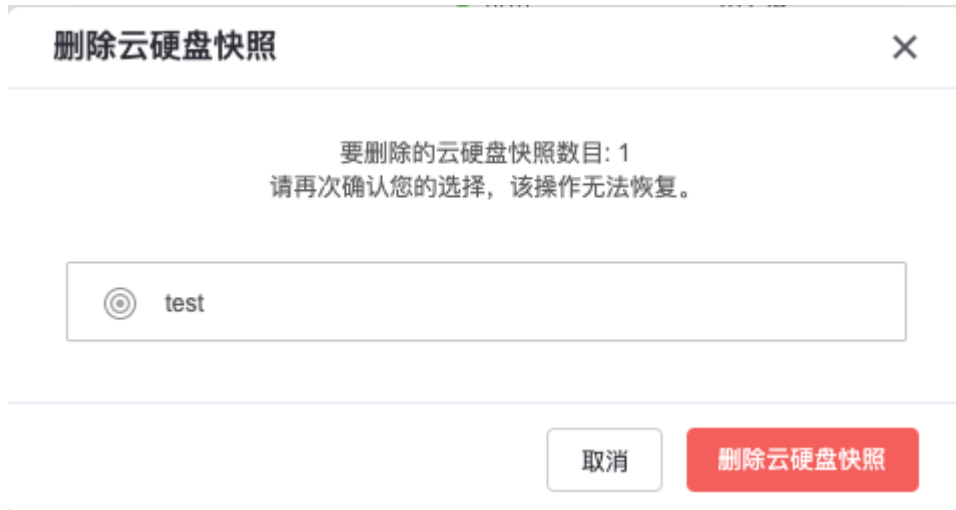 删除云硬盘快照
要删除的云硬盘快照数目: 1
请再次确认您的选择，该操作无法恢复。
test
取消
删除云硬盘快照